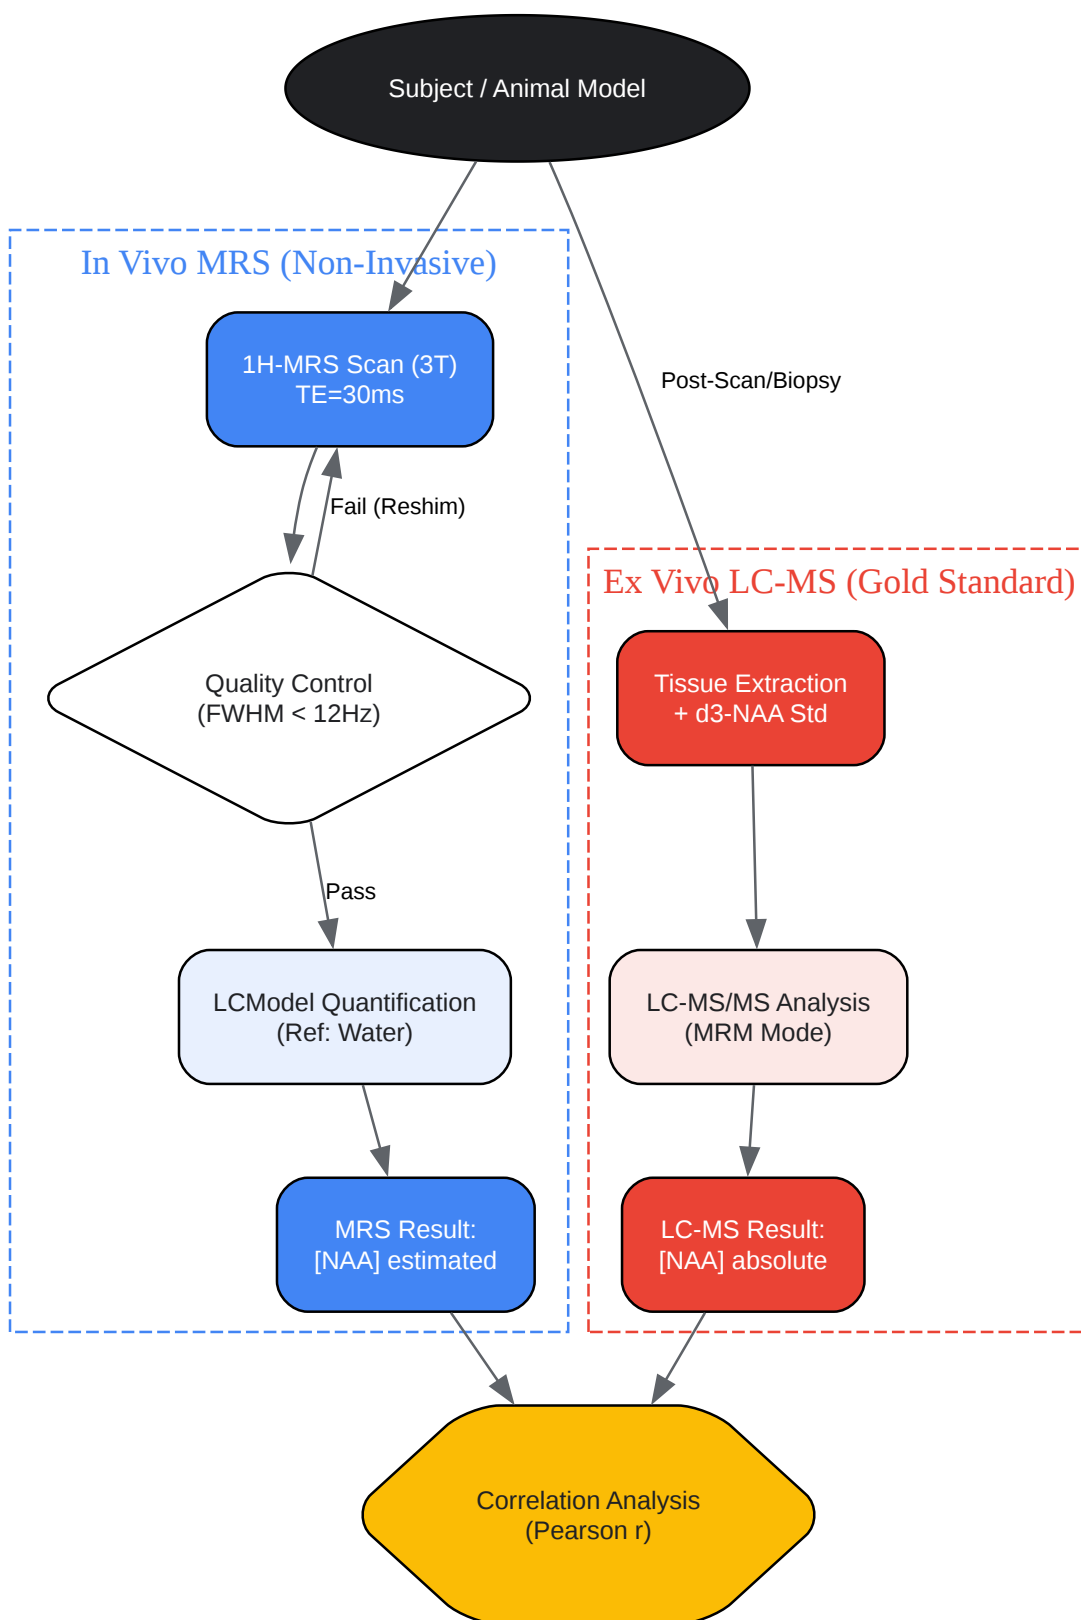 Subject / Animal Model
In Vivo MRS (Non-Invasive)
1H-MRS Scan (3T)
TE=30ms
Post-Scan/Biopsy
Fail (Reshim)
Ex Vivo LC-MS (Gold Standard)
Quality Control
(FWHM < 12Hz)
Tissue Extraction
+ d3-NAA Std
Pass
LCModel Quantification
(Ref: Water)
LC-MS/MS Analysis
(MRM Mode)
MRS Result:
[NAA] estimated
LC-MS Result:
[NAA] absolute
Correlation Analysis
(Pearson r)